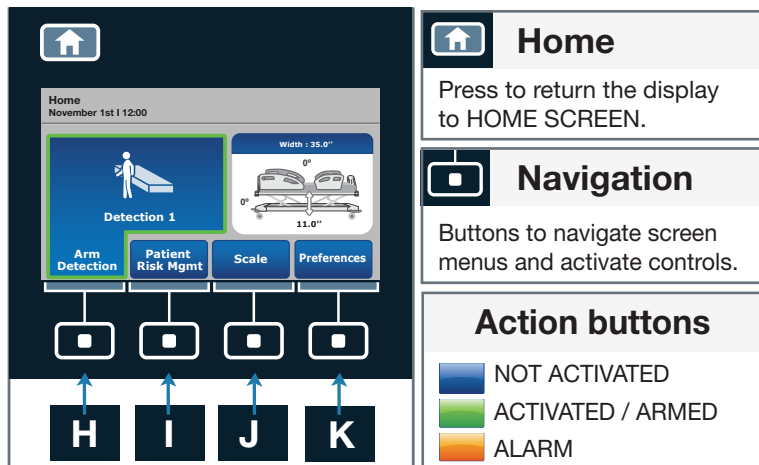 Home
November 1st I 12:00
Width : 35.0"
0º
0º
11.0"
Detection 1
Arm
Detection
Patient
Risk Mgmt
Scale
Preferences
H
I
J
K
Home
Press to return the display
to HOME SCREEN.
Navigation
Buttons to navigate screen
menus and activate controls.
Action buttons
NOT ACTIVATED
ACTIVATED / ARMED
ALARM